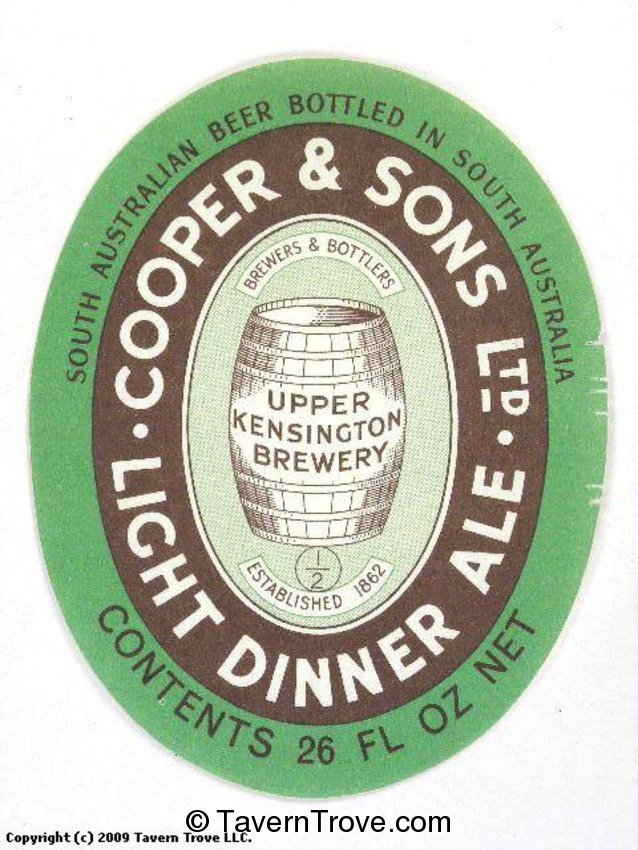 SOUTH AUSTRALIAN BEER BOTTLED IN SOUTH AUSTRALIA
COOPER & SONS LTD
BREWERS & BOTTLERS
UPPER
KENSINGTON
BREWERY
1/2
ESTABLISHED 1862
· LIGHT DINNER ALE ·
CONTENTS 26 FL OZ NET
© TavernTrove.com
Copyright (c) 2009 Tavern Trove LLC.